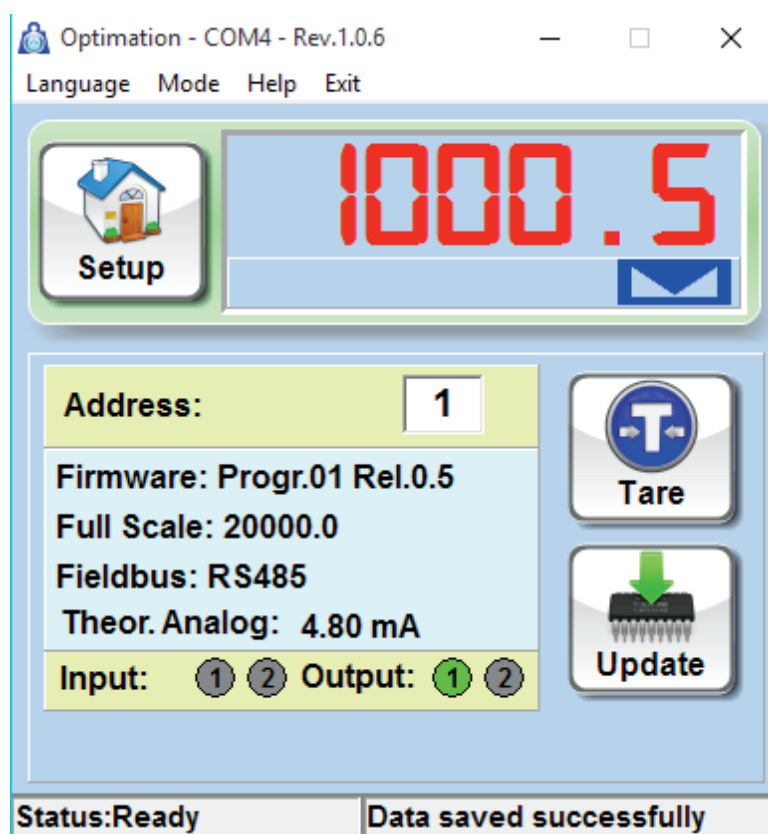 Optimation - COM4 - Rev.1.0.6
Language Mode Help Exit
1000.5
Setup
Address: 1
Firmware: Progr.01 Rel.0.5
Full Scale: 20000.0
Fieldbus: RS485
Theor. Analog: 4.80 mA
Input: 1 2 Output: 1 2
T
Tare
Update
Status:Ready Data saved successfully